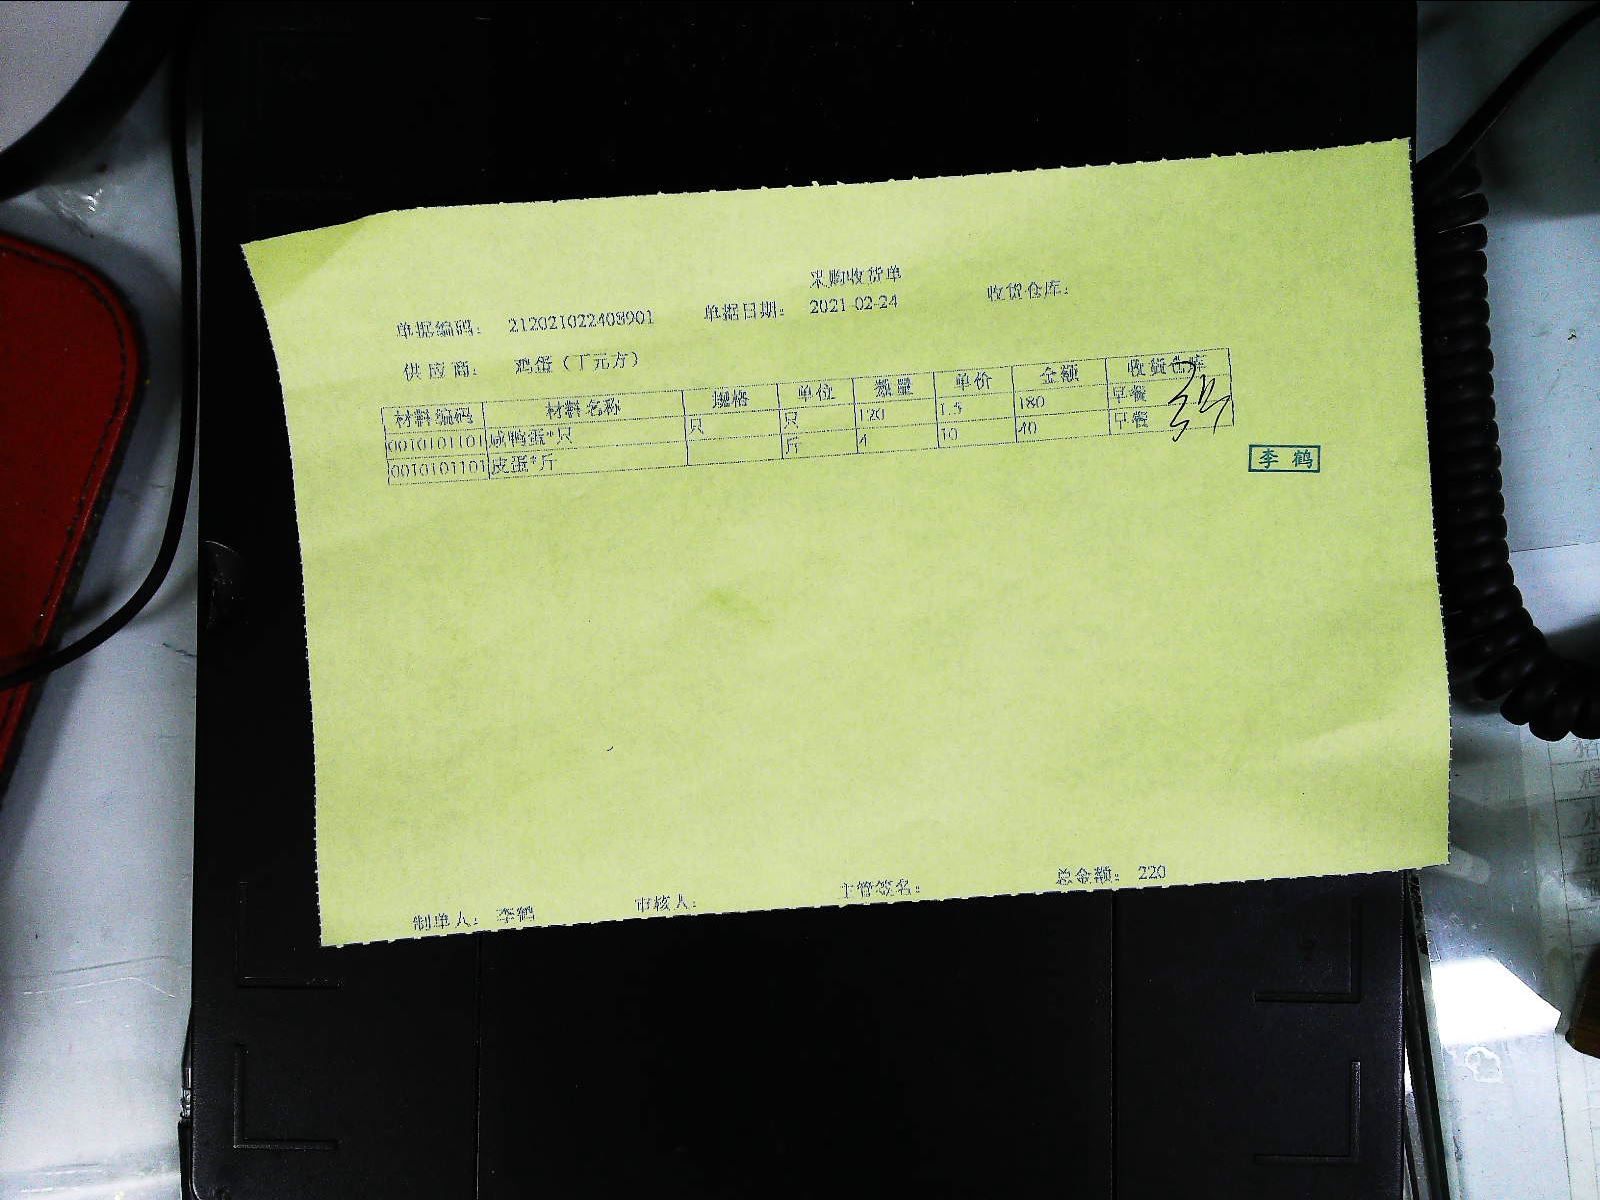 采购收货单
单据编码： 212021022408901 单据日期： 2021-02-24 收货仓库：
供应商： 鸡蛋（丁元方）
材料编码 材料名称 规格 单位 数量 单价 金额 收货仓库
0010101101 咸鸭蛋*只 只 只 120 1.5 180 早餐
0010101101 皮蛋*斤 斤 4 10 40 早餐
李鹤
制单人： 李鹤 审核人： 主管签名： 总金额： 220